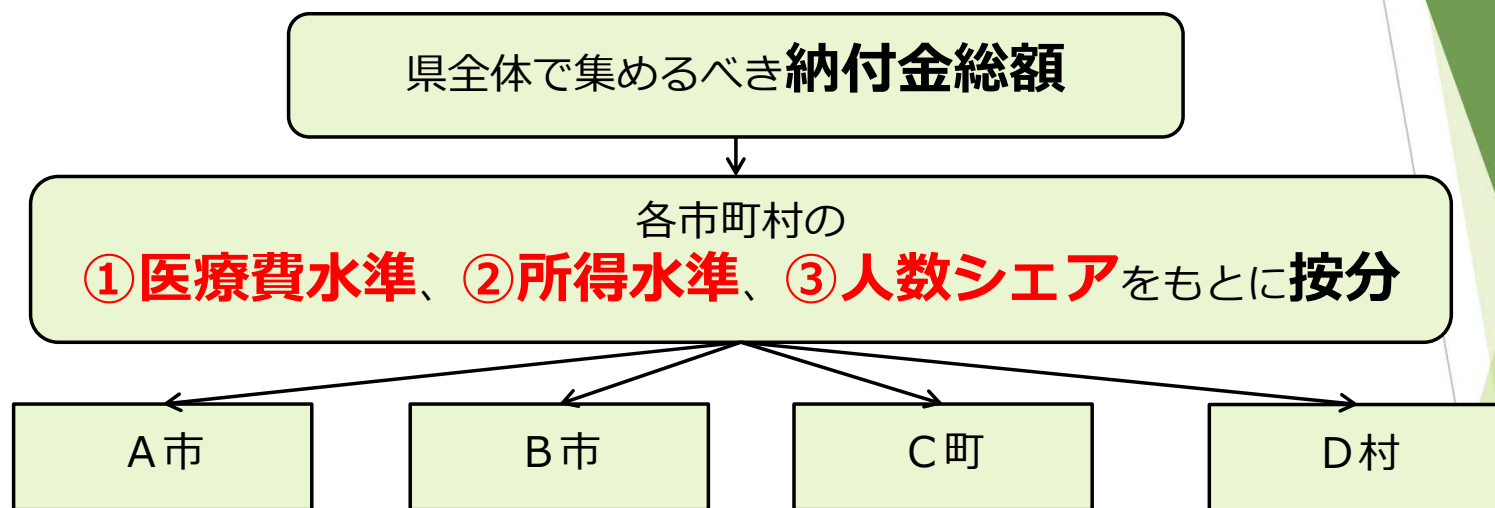 県全体で集めるべき納付金総額
各市町村の
①医療費水準、②所得水準、③人数シェアをもとに按分
A市
B市
C町
D村